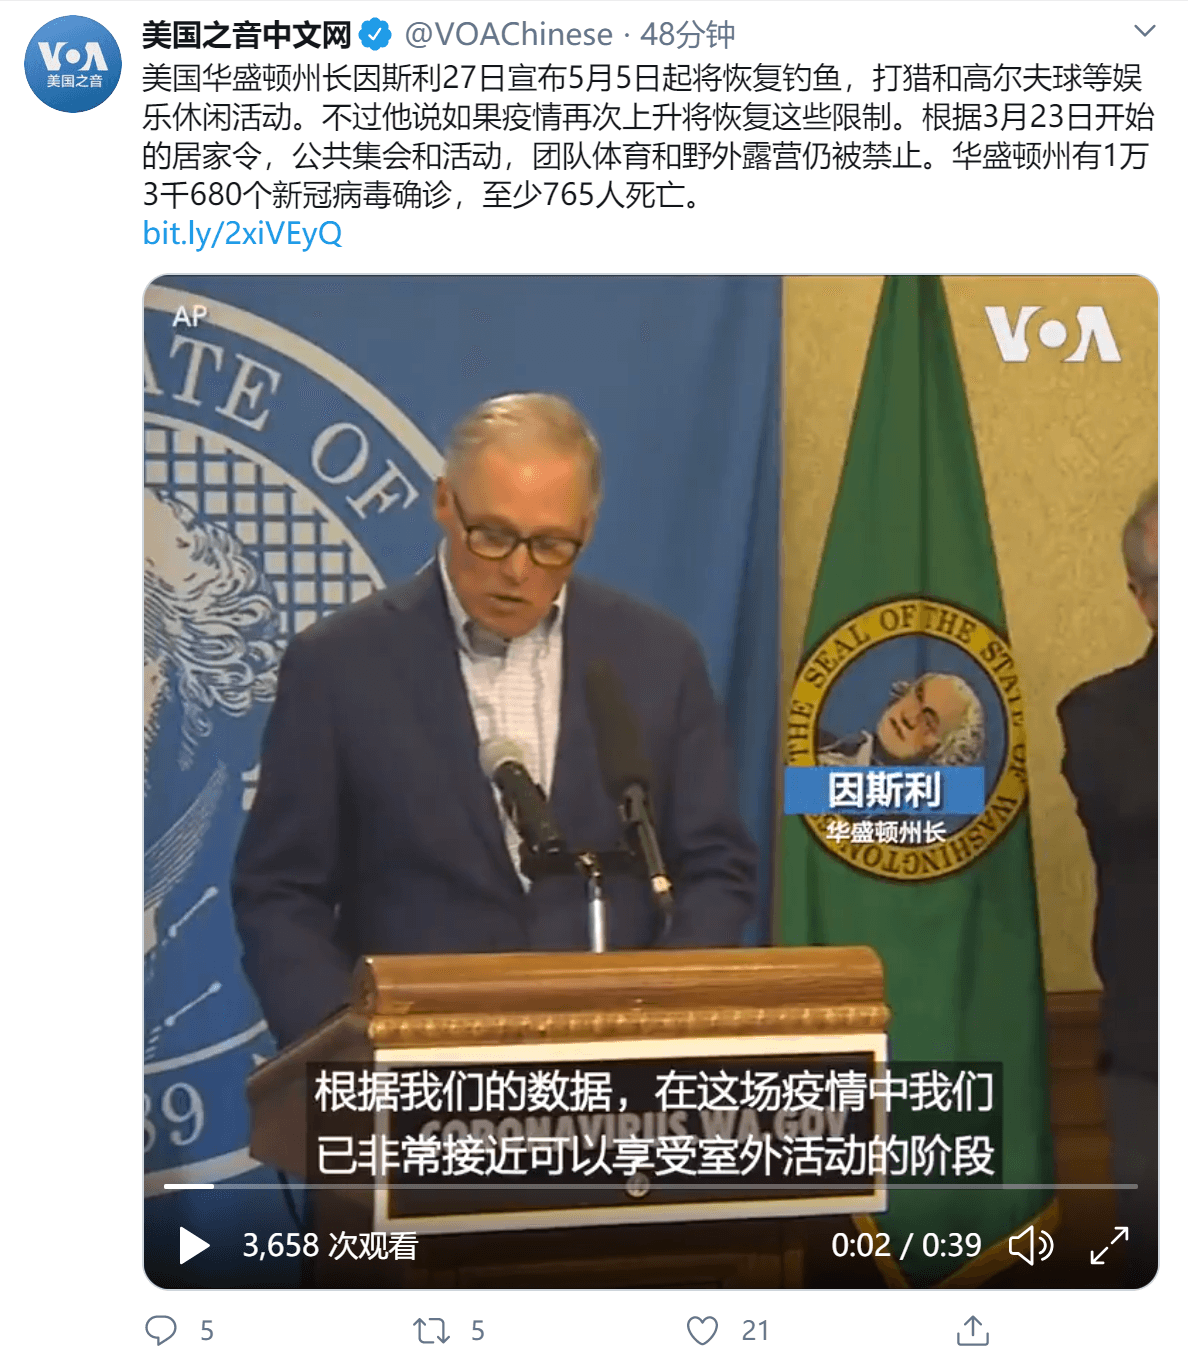 VOA
美国之音
美国之音中文网 @VOAChinese · 48分钟
美国华盛顿州长因斯利27日宣布5月5日起将恢复钓鱼，打猎和高尔夫球等娱
乐休闲活动。不过他说如果疫情再次上升将恢复这些限制。根据3月23日开始
的居家令，公共集会和活动，团队体育和野外露营仍被禁止。华盛顿州有1万
3千680个新冠病毒确诊，至少765人死亡。
bit.ly/2xiVEyQ
AP
VOA
ATE OF
THE SEAL OF THE STATE OF WASHINGTON
因斯利
华盛顿州长
89
CORONAVIRUS.WA.GOV
根据我们的数据，在这场疫情中我们
已非常接近可以享受室外活动的阶段
3,658 次观看
0:02 / 0:39
5
5
21